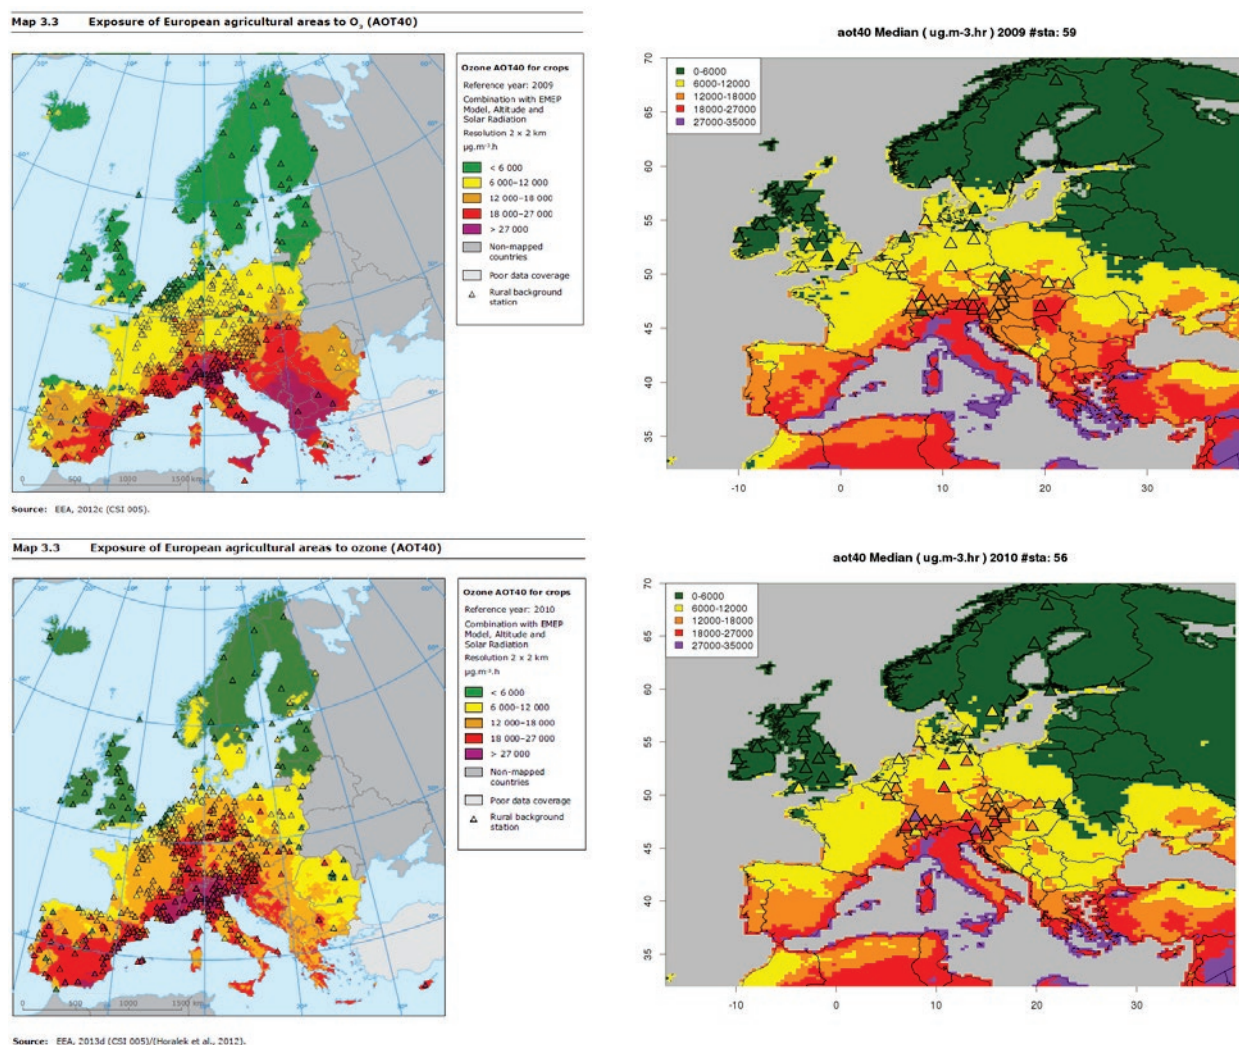 Map 3.3 Exposure of European agricultural areas to O₃ (AOT40)
Ozone AOT40 for crops
Reference year: 2009
Combination with EMEP
Model, Altitude and
Solar Radiation
Resolution 2 x 2 km
µg.m⁻³.h
< 6 000
6 000–12 000
12 000–18 000
18 000–27 000
> 27 000
Non-mapped
countries
Poor data coverage
Rural background
station
0 500 1000 1500 km
Source: EEA, 2012c (CSI 005).
aot40 Median ( ug.m-3.hr ) 2009 #sta: 59
0-6000
6000-12000
12000-18000
18000-27000
27000-35000
70
65
60
55
50
45
40
35
-10 0 10 20 30
Map 3.3 Exposure of European agricultural areas to ozone (AOT40)
Ozone AOT40 for crops
Reference year: 2010
Combination with EMEP
Model, Altitude and
Solar Radiation
Resolution 2 x 2 km
µg.m⁻³.h
< 6 000
6 000–12 000
12 000–18 000
18 000–27 000
> 27 000
Non-mapped
countries
Poor data coverage
Rural background
station
0 500 1000 1500 km
Source: EEA, 2013d (CSI 005)/(Horalek et al., 2012).
aot40 Median ( ug.m-3.hr ) 2010 #sta: 56
0-6000
6000-12000
12000-18000
18000-27000
27000-35000
70
65
60
55
50
45
40
35
-10 0 10 20 30